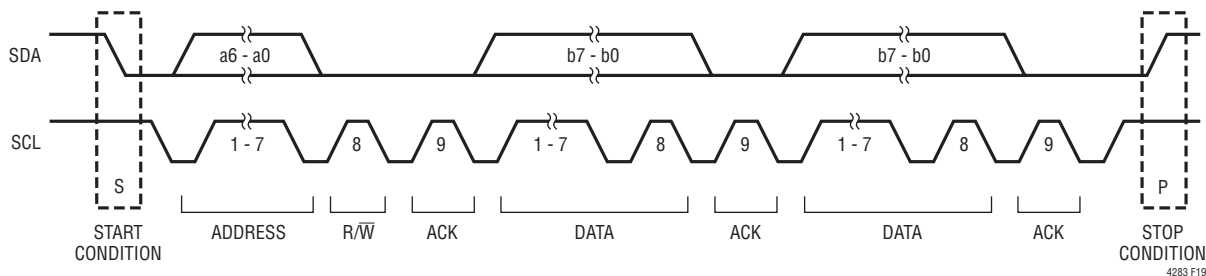 SDA
a6 - a0
b7 - b0
b7 - b0
SCL
1 - 7
8
9
1 - 7
8
9
1 - 7
8
9
S
P
START
CONDITION
ADDRESS
R/W̅
ACK
DATA
ACK
DATA
ACK
STOP
CONDITION
4283 F19